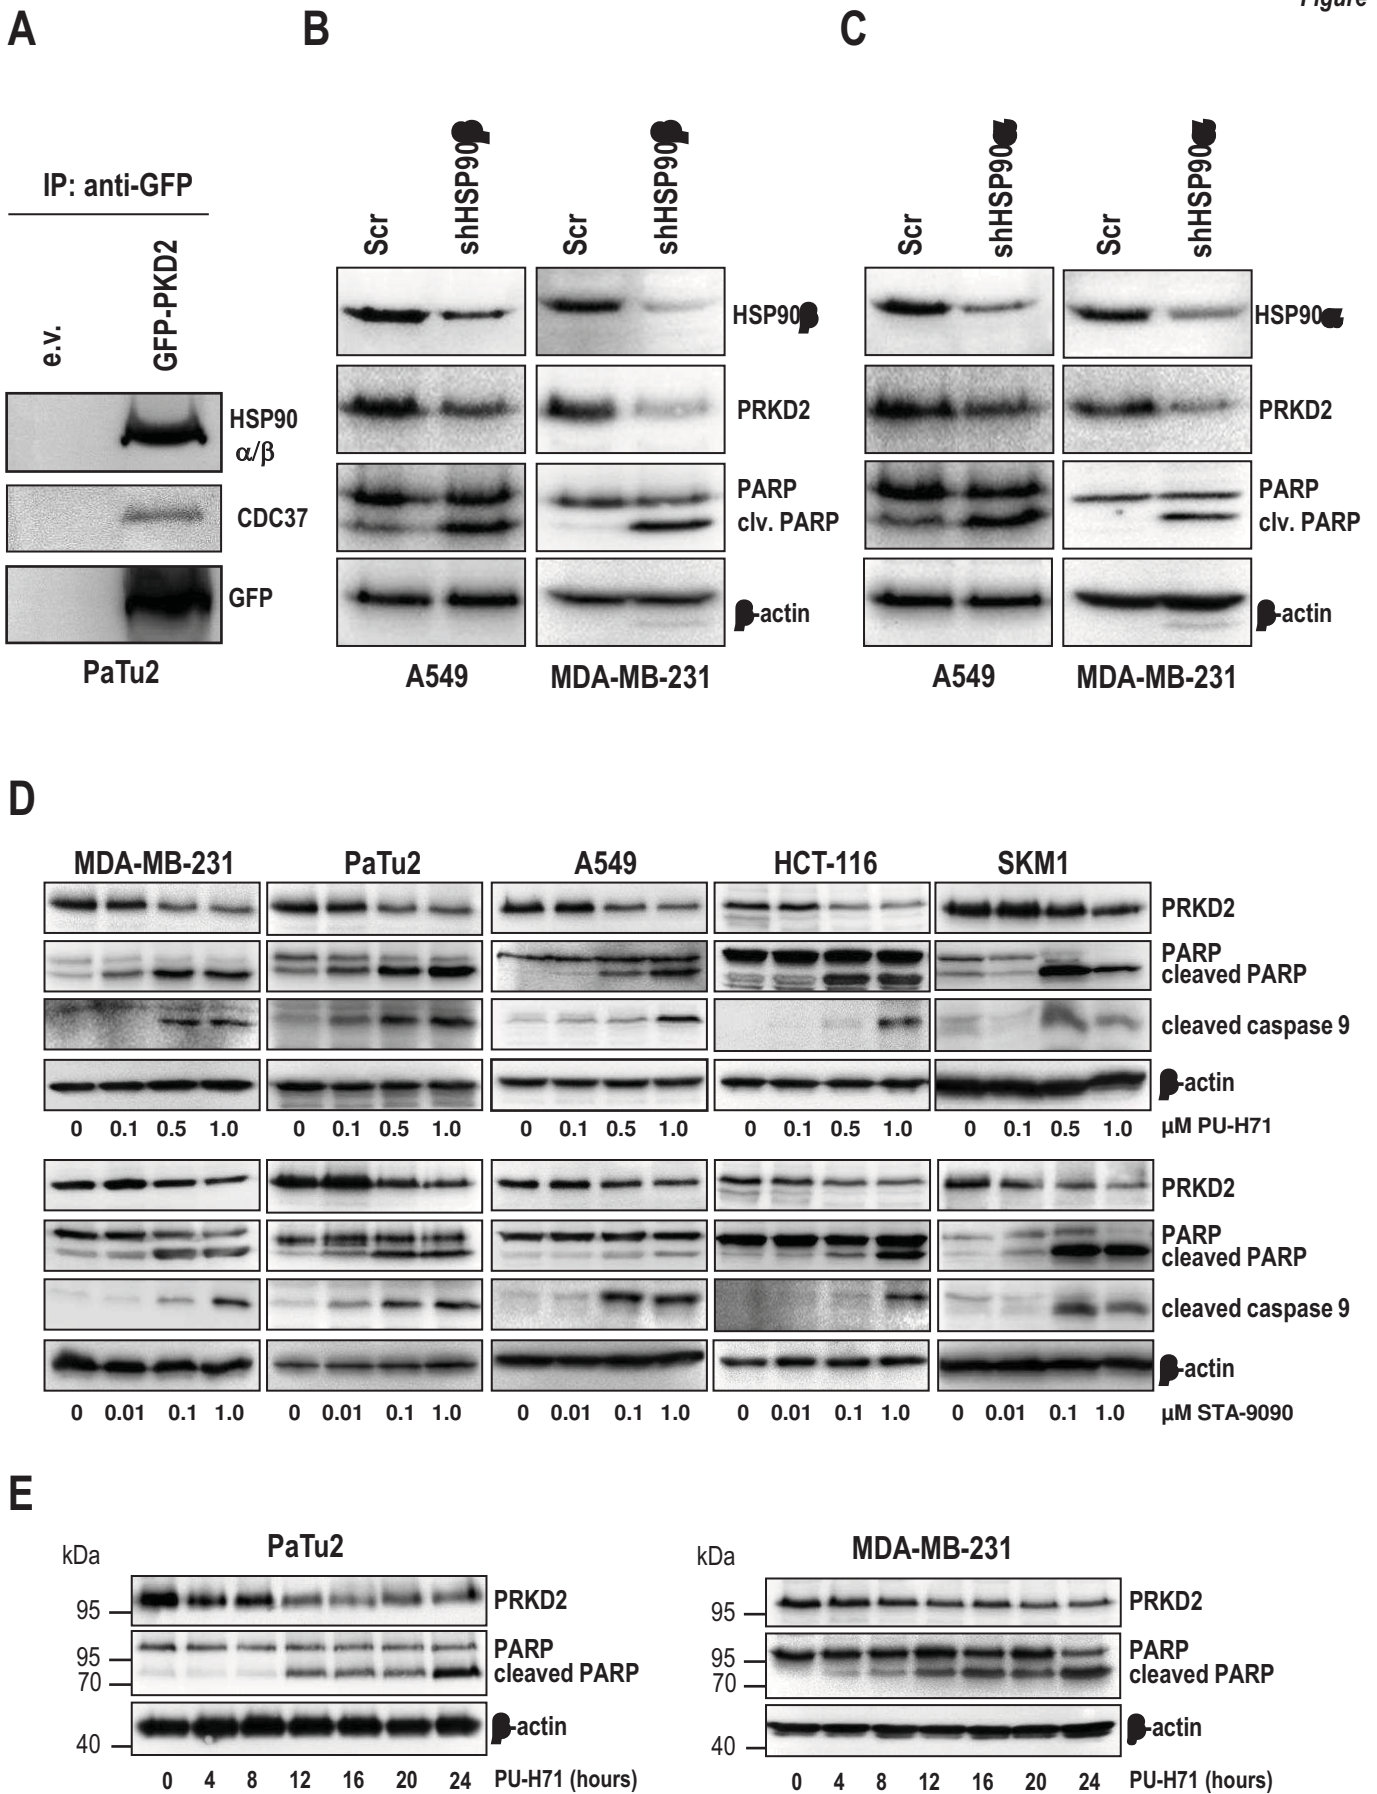 Figure
A
B
C
IP: anti-GFP
e.v.
GFP-PKD2
HSP90
α/β
CDC37
GFP
PaTu2
Scr
shHSP90β
Scr
shHSP90β
HSP90β
PRKD2
PARP
clv. PARP
β-actin
A549
MDA-MB-231
Scr
shHSP90α
Scr
shHSP90α
HSP90α
PRKD2
PARP
clv. PARP
β-actin
A549
MDA-MB-231
D
MDA-MB-231 PaTu2 A549 HCT-116 SKM1
PRKD2
PARP
cleaved PARP
cleaved caspase 9
β-actin
0 0.1 0.5 1.0 0 0.1 0.5 1.0 0 0.1 0.5 1.0 0 0.1 0.5 1.0 0 0.1 0.5 1.0 µM PU-H71
PRKD2
PARP
cleaved PARP
cleaved caspase 9
β-actin
0 0.01 0.1 1.0 0 0.01 0.1 1.0 0 0.01 0.1 1.0 0 0.01 0.1 1.0 0 0.01 0.1 1.0 µM STA-9090
E
kDa
PaTu2
95
PRKD2
95
70
PARP
cleaved PARP
40
β-actin
0 4 8 12 16 20 24 PU-H71 (hours)
kDa
MDA-MB-231
95
PRKD2
95
70
PARP
cleaved PARP
40
β-actin
0 4 8 12 16 20 24 PU-H71 (hours)